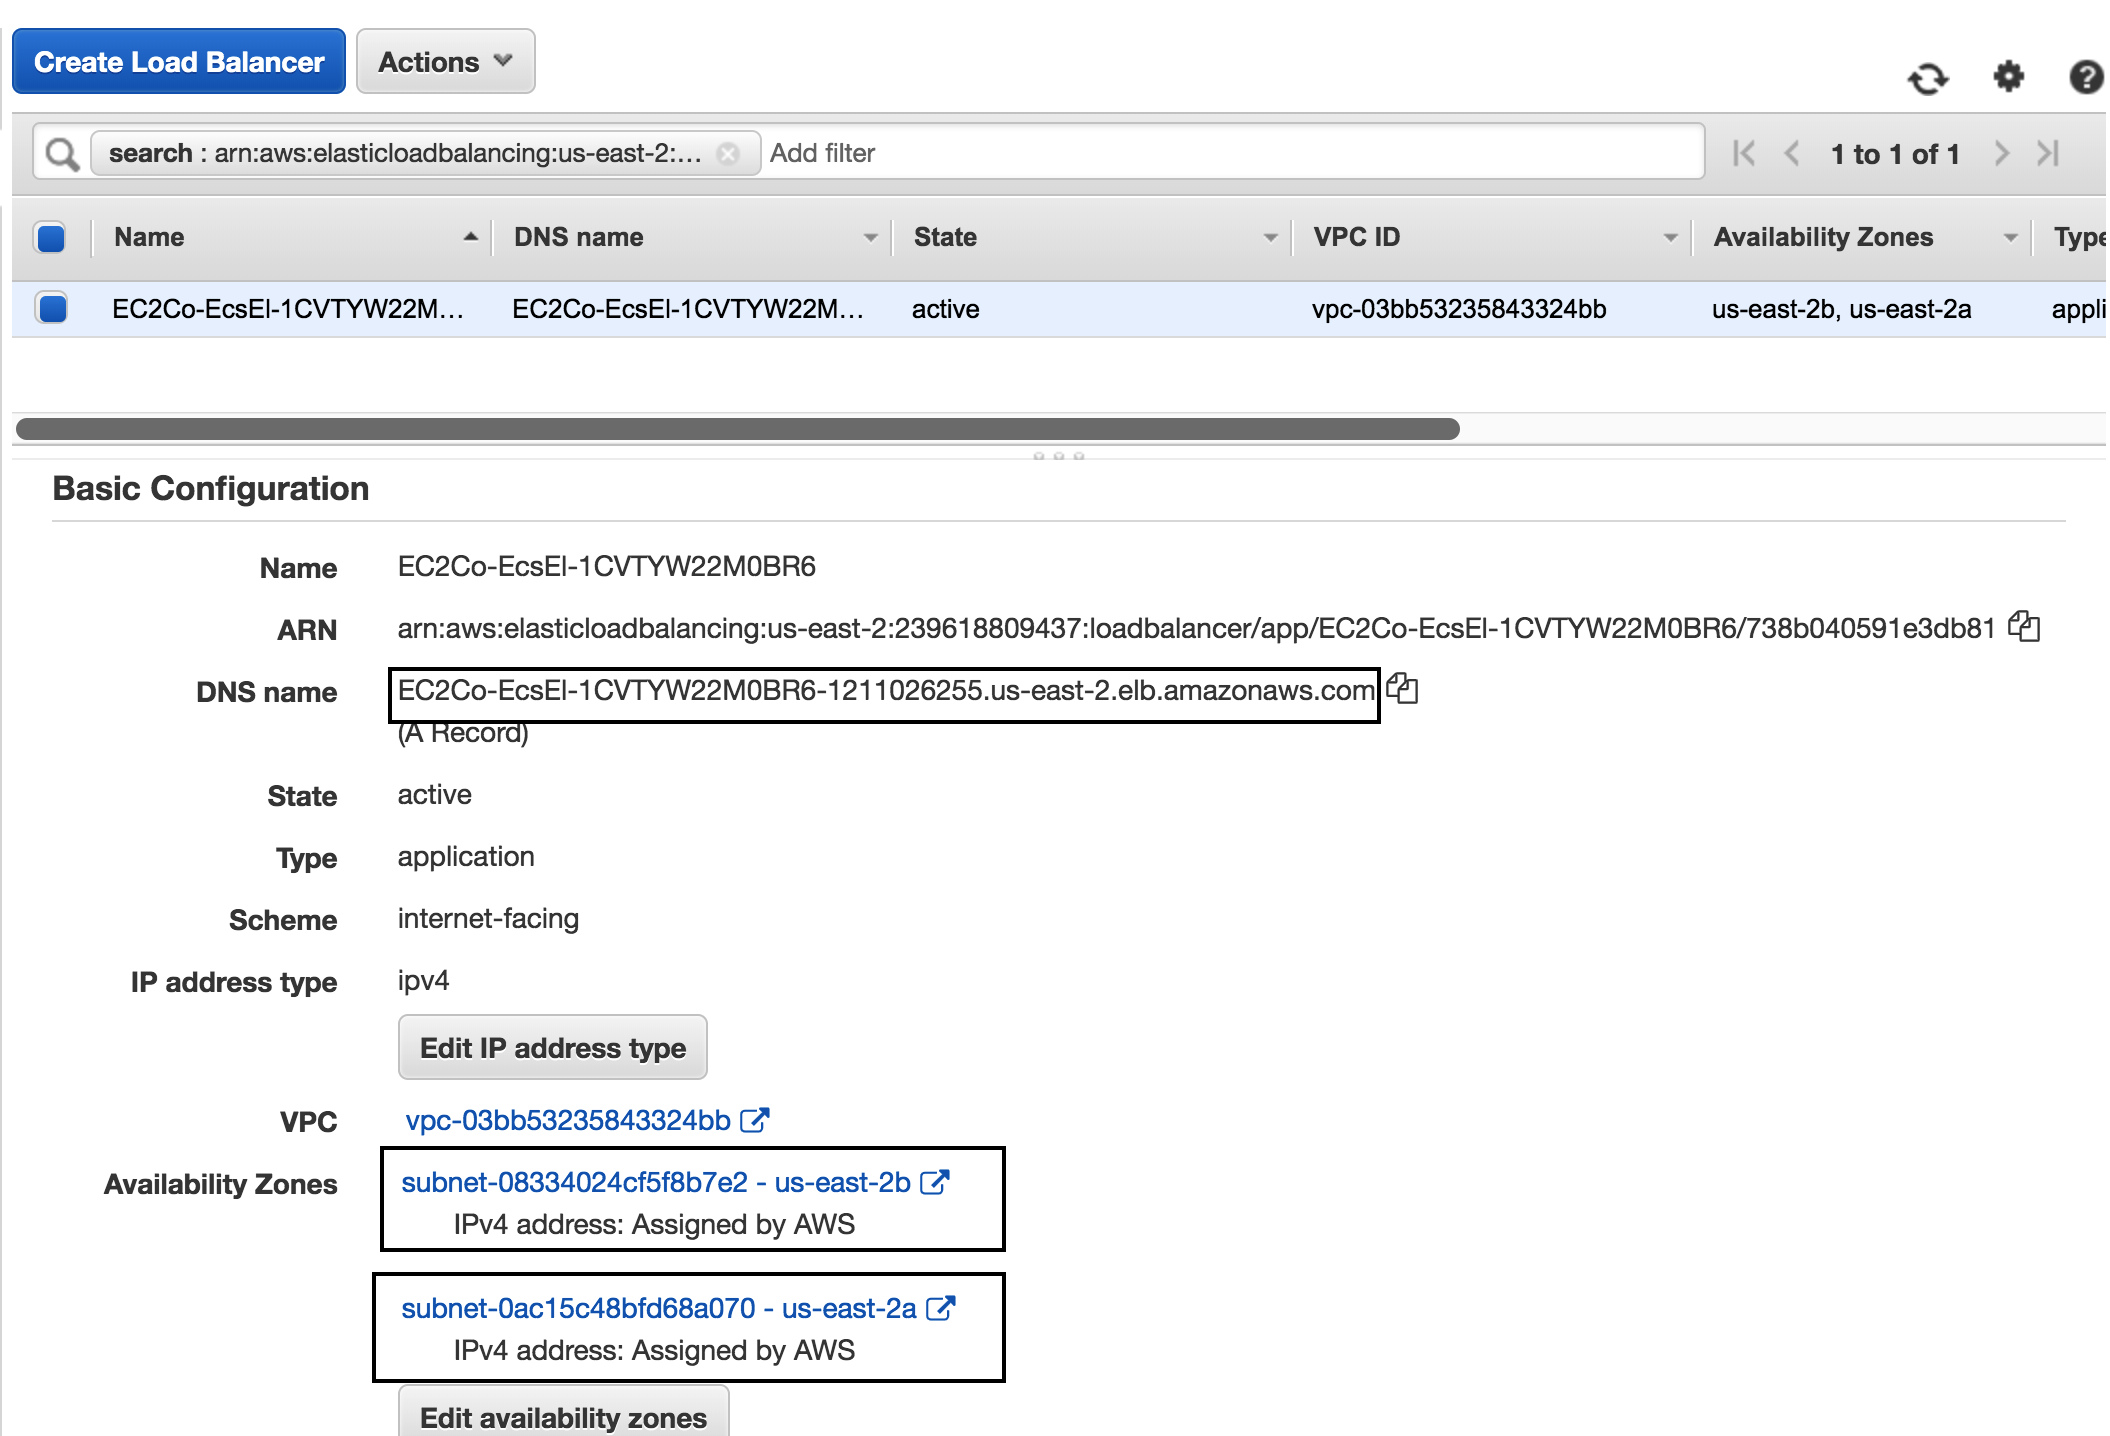 Create Load Balancer Actions
search : arn:aws:elasticloadbalancing:us-east-2:... Add filter 1 to 1 of 1
Name DNS name State VPC ID Availability Zones Type
EC2Co-EcsEl-1CVTYW22M... EC2Co-EcsEl-1CVTYW22M... active vpc-03bb53235843324bb us-east-2b, us-east-2a appli
Basic Configuration
Name EC2Co-EcsEl-1CVTYW22M0BR6
ARN arn:aws:elasticloadbalancing:us-east-2:239618809437:loadbalancer/app/EC2Co-EcsEl-1CVTYW22M0BR6/738b040591e3db81
DNS name EC2Co-EcsEl-1CVTYW22M0BR6-1211026255.us-east-2.elb.amazonaws.com
(A Record)
State active
Type application
Scheme internet-facing
IP address type ipv4
Edit IP address type
VPC vpc-03bb53235843324bb
Availability Zones subnet-08334024cf5f8b7e2 - us-east-2b
IPv4 address: Assigned by AWS
subnet-0ac15c48bfd68a070 - us-east-2a
IPv4 address: Assigned by AWS
Edit availability zones